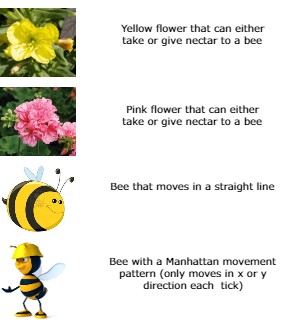 Yellow flower that can either
take or give nectar to a bee
Pink flower that can either
take or give nectar to a bee
Bee that moves in a straight line
Bee with a Manhattan movement
pattern (only moves in x or y
direction each tick)